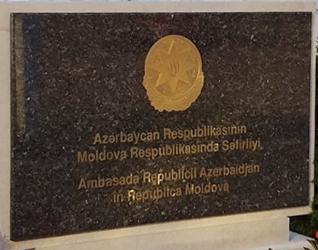 Azərbaycan Respublikasının
Moldova Respublikasında Səfirliyi
Ambasada Republicii Azerbaidjan
în Republica Moldova